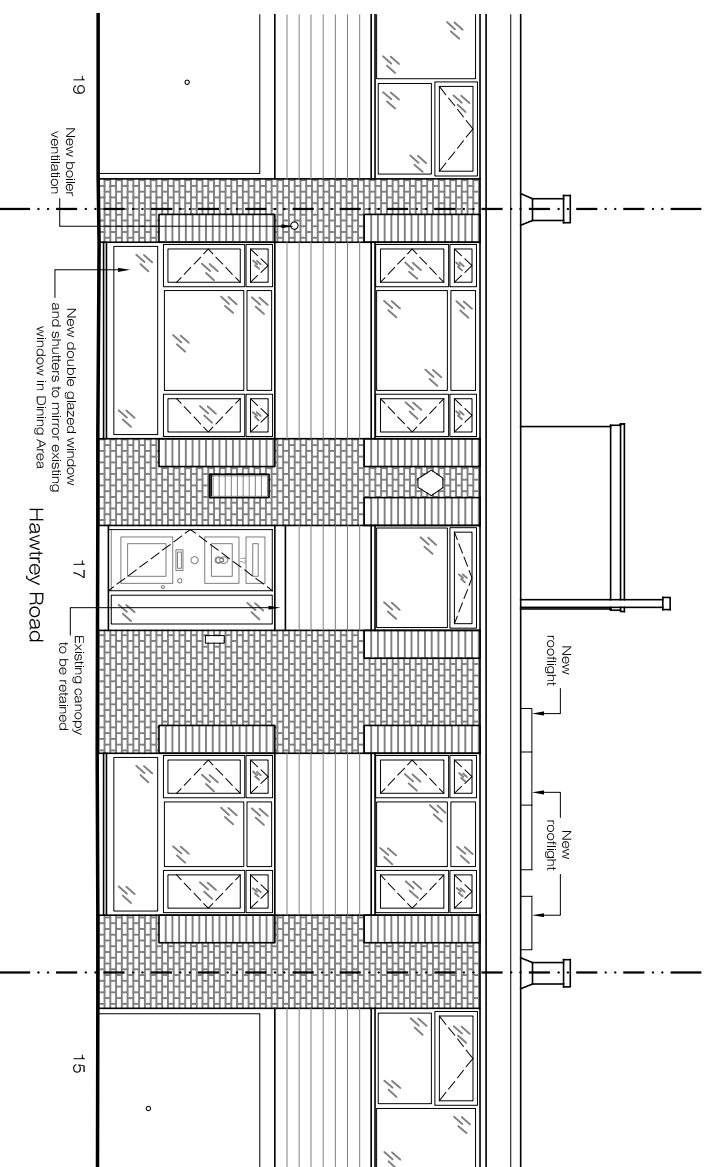 New
rooflight
New
rooflight
19
17
15
New boiler
ventilation
New double glazed window
and shutters to mirror existing
window in Dining Area
Existing canopy
to be retained
Hawtrey Road